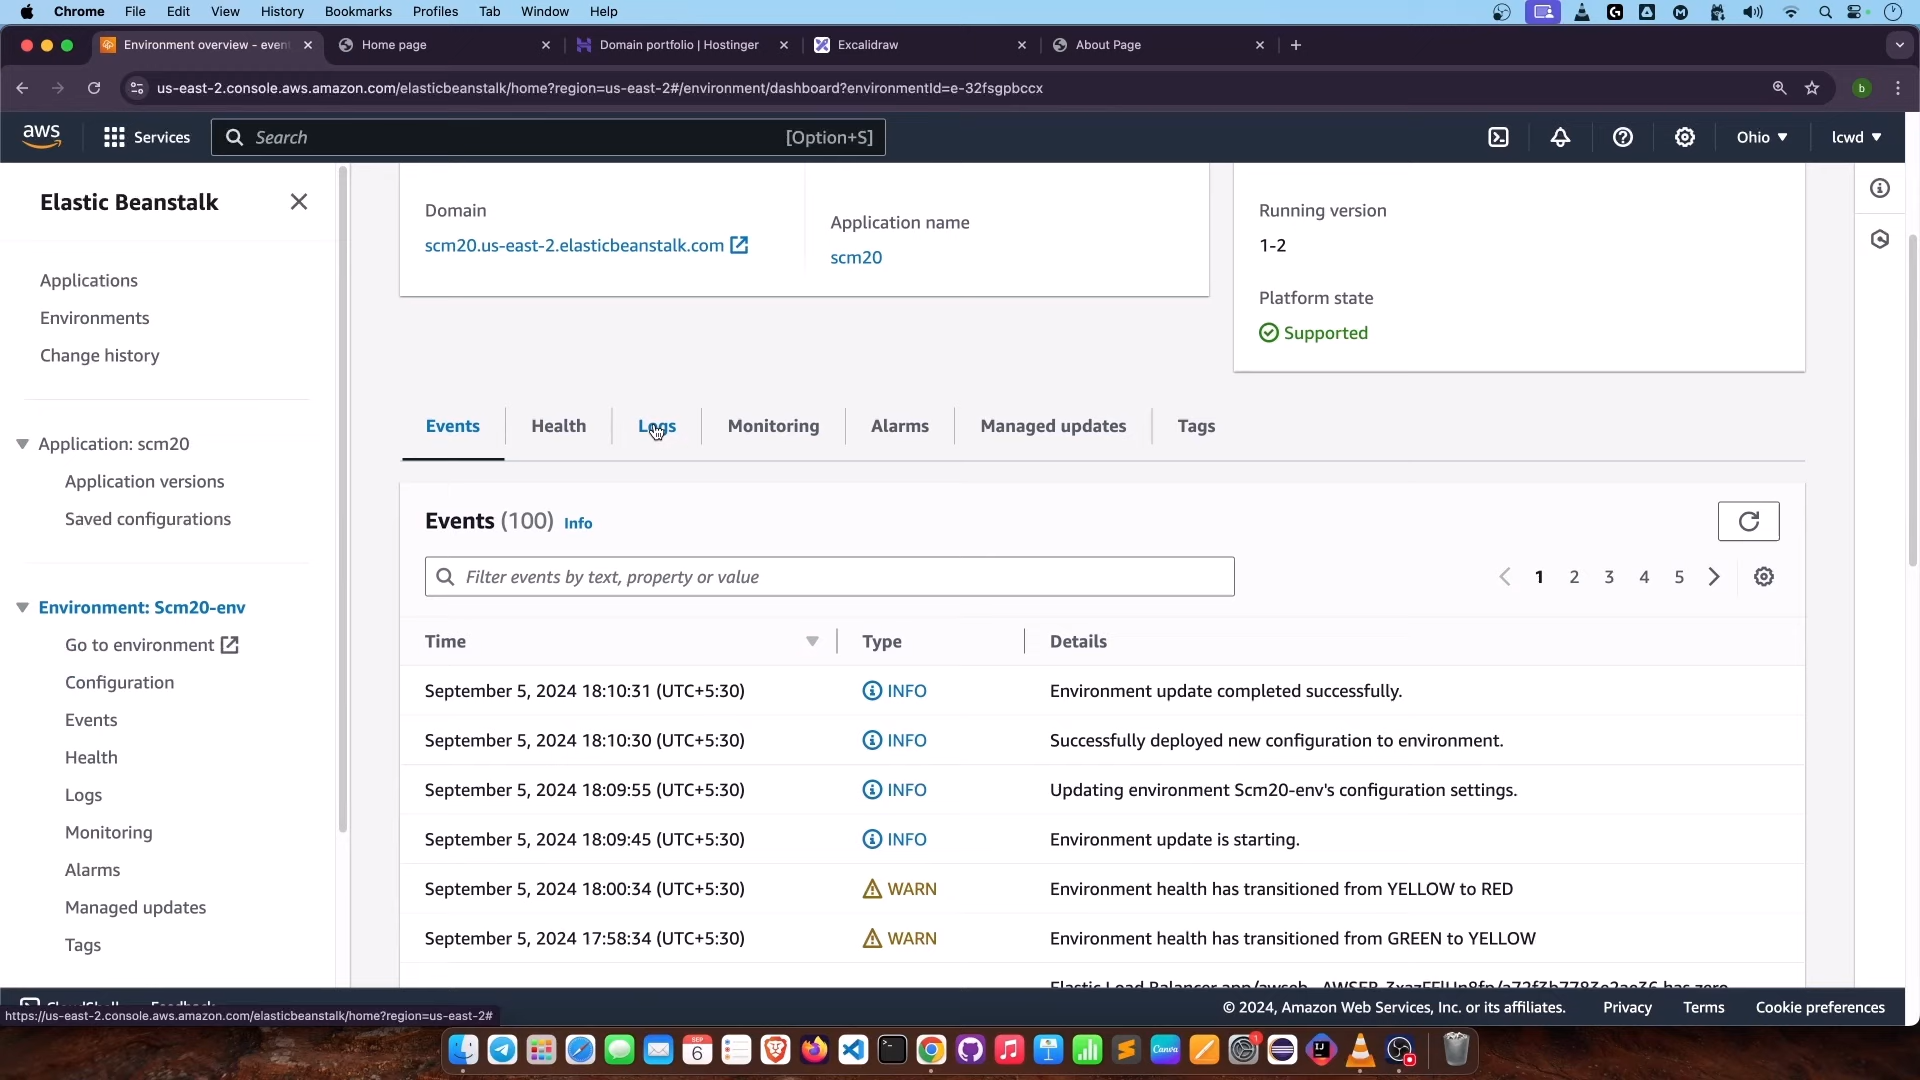 Chrome File Edit View History Bookmarks Profiles Tab Window Help
Environment overview - even Home page Domain portfolio | Hostinger Excalidraw About Page
us-east-2.console.aws.amazon.com/elasticbeanstalk/home?region=us-east-2#/environment/dashboard?environmentId=e-32fsgpbccx b
aws Services Search [Option+S] Ohio lcwd
Elastic Beanstalk
Applications
Environments
Change history
Application: scm20
Application versions
Saved configurations
Environment: Scm20-env
Go to environment
Configuration
Events
Health
Logs
Monitoring
Alarms
Managed updates
Tags
Domain
scm20.us-east-2.elasticbeanstalk.com
Application name
scm20
Running version
1-2
Platform state
Supported
Events Health Logs Monitoring Alarms Managed updates Tags
Events (100) Info
Filter events by text, property or value 1 2 3 4 5
Time Type Details
September 5, 2024 18:10:31 (UTC+5:30) INFO Environment update completed successfully.
September 5, 2024 18:10:30 (UTC+5:30) INFO Successfully deployed new configuration to environment.
September 5, 2024 18:09:55 (UTC+5:30) INFO Updating environment Scm20-env's configuration settings.
September 5, 2024 18:09:45 (UTC+5:30) INFO Environment update is starting.
September 5, 2024 18:00:34 (UTC+5:30) WARN Environment health has transitioned from YELLOW to RED
September 5, 2024 17:58:34 (UTC+5:30) WARN Environment health has transitioned from GREEN to YELLOW
Elastic Load Balancer has zero
CloudShell Feedback © 2024, Amazon Web Services, Inc. or its affiliates. Privacy Terms Cookie preferences
https://us-east-2.console.aws.amazon.com/elasticbeanstalk/home?region=us-east-2#
SEP
6
Canva
1